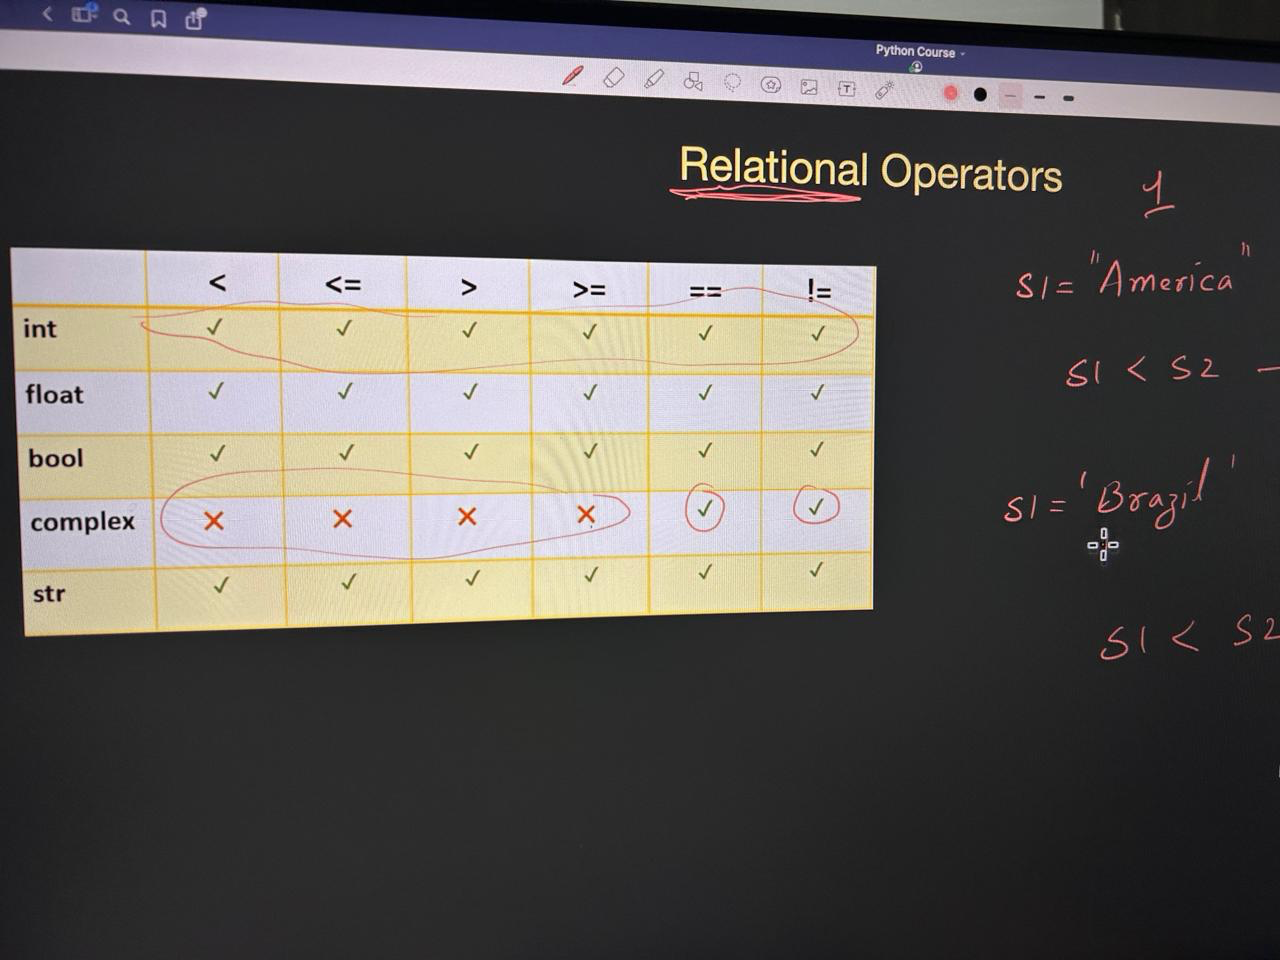 Python Course
T
Relational Operators
1
< <= > >= == !=
int ✓ ✓ ✓ ✓ ✓ ✓
float ✓ ✓ ✓ ✓ ✓ ✓
bool ✓ ✓ ✓ ✓ ✓ ✓
complex ✕ ✕ ✕ ✕ ✓ ✓
str ✓ ✓ ✓ ✓ ✓ ✓
S1 = "America"
S1 < S2 –
S1 = 'Brazil'
S1 < S2